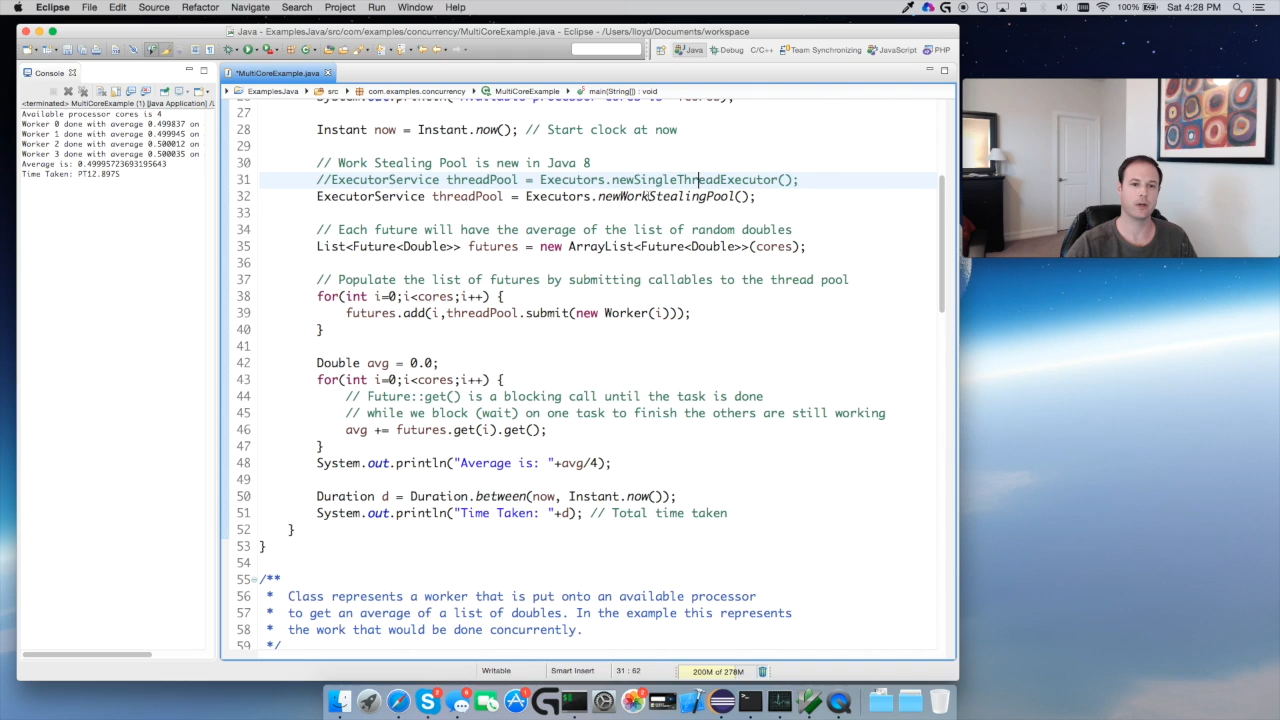 Eclipse File Edit Source Refactor Navigate Search Project Run Window Help
100% Sat 4:28 PM
Java - ExamplesJava/src/com/examples/concurrency/MultiCoreExample.java - Eclipse - /Users/lloyd/Documents/workspace
Java Debug C/C++ Team Synchronizing JavaScript PHP
Console
*MultiCoreExample.java
<terminated> MultiCoreExample (1) [Java Application] /L
Available processor cores is 4
Worker 0 done with average 0.499837 on
Worker 1 done with average 0.499945 on
Worker 2 done with average 0.500012 on
Worker 3 done with average 0.500035 on
Average is: 0.49995723693195643
Time Taken: PT12.897S
ExamplesJava src com.examples.concurrency MultiCoreExample main(String[]) : void
27
28 Instant now = Instant.now(); // Start clock at now
29
30 // Work Stealing Pool is new in Java 8
31 //ExecutorService threadPool = Executors.newSingleThreadExecutor();
32 ExecutorService threadPool = Executors.newWorkStealingPool();
33
34 // Each future will have the average of the list of random doubles
35 List<Future<Double>> futures = new ArrayList<Future<Double>>(cores);
36
37 // Populate the list of futures by submitting callables to the thread pool
38 for(int i=0;i<cores;i++) {
39 futures.add(i,threadPool.submit(new Worker(i)));
40 }
41
42 Double avg = 0.0;
43 for(int i=0;i<cores;i++) {
44 // Future::get() is a blocking call until the task is done
45 // while we block (wait) on one task to finish the others are still working
46 avg += futures.get(i).get();
47 }
48 System.out.println("Average is: "+avg/4);
49
50 Duration d = Duration.between(now, Instant.now());
51 System.out.println("Time Taken: "+d); // Total time taken
52 }
53 }
54
55 /**
56 * Class represents a worker that is put onto an available processor
57 * to get an average of a list of doubles. In the example this represents
58 * the work that would be done concurrently.
59 */
Writable Smart Insert 31 : 62 200M of 278M